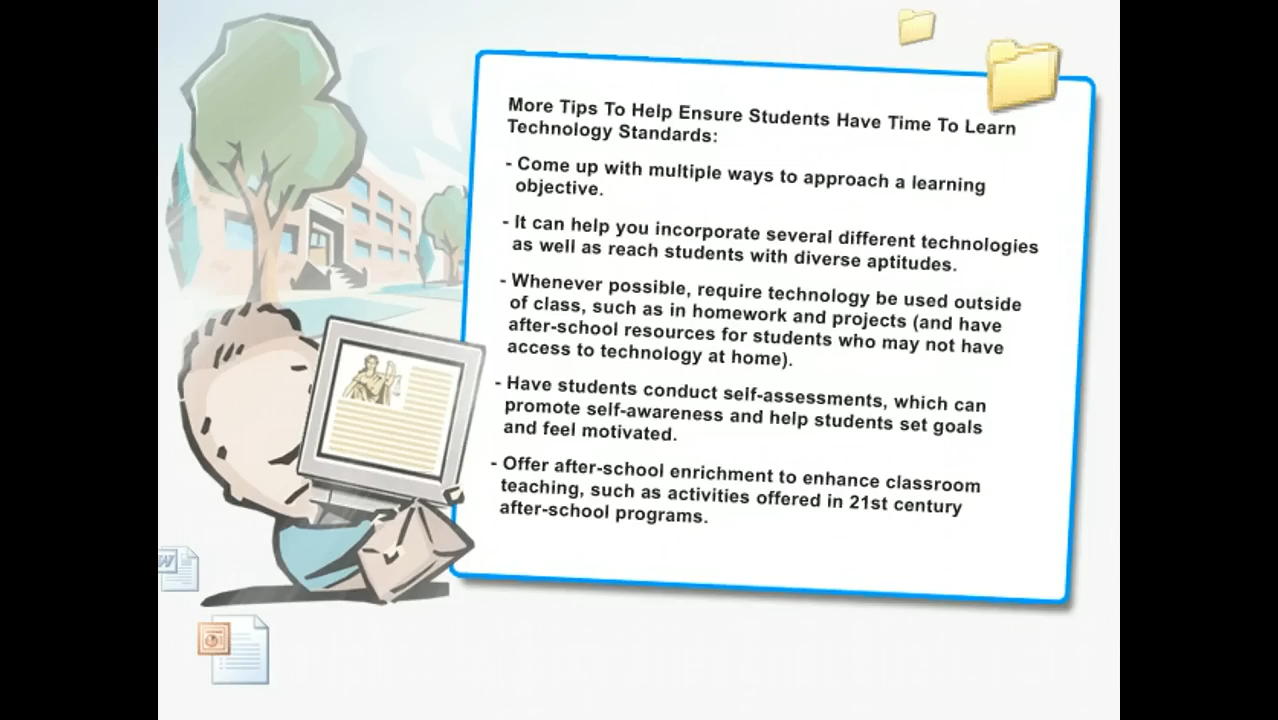 More Tips To Help Ensure Students Have Time To Learn
Technology Standards:
- Come up with multiple ways to approach a learning
objective.
- It can help you incorporate several different technologies
as well as reach students with diverse aptitudes.
- Whenever possible, require technology be used outside
of class, such as in homework and projects (and have
after-school resources for students who may not have
access to technology at home).
- Have students conduct self-assessments, which can
promote self-awareness and help students set goals
and feel motivated.
- Offer after-school enrichment to enhance classroom
teaching, such as activities offered in 21st century
after-school programs.
W